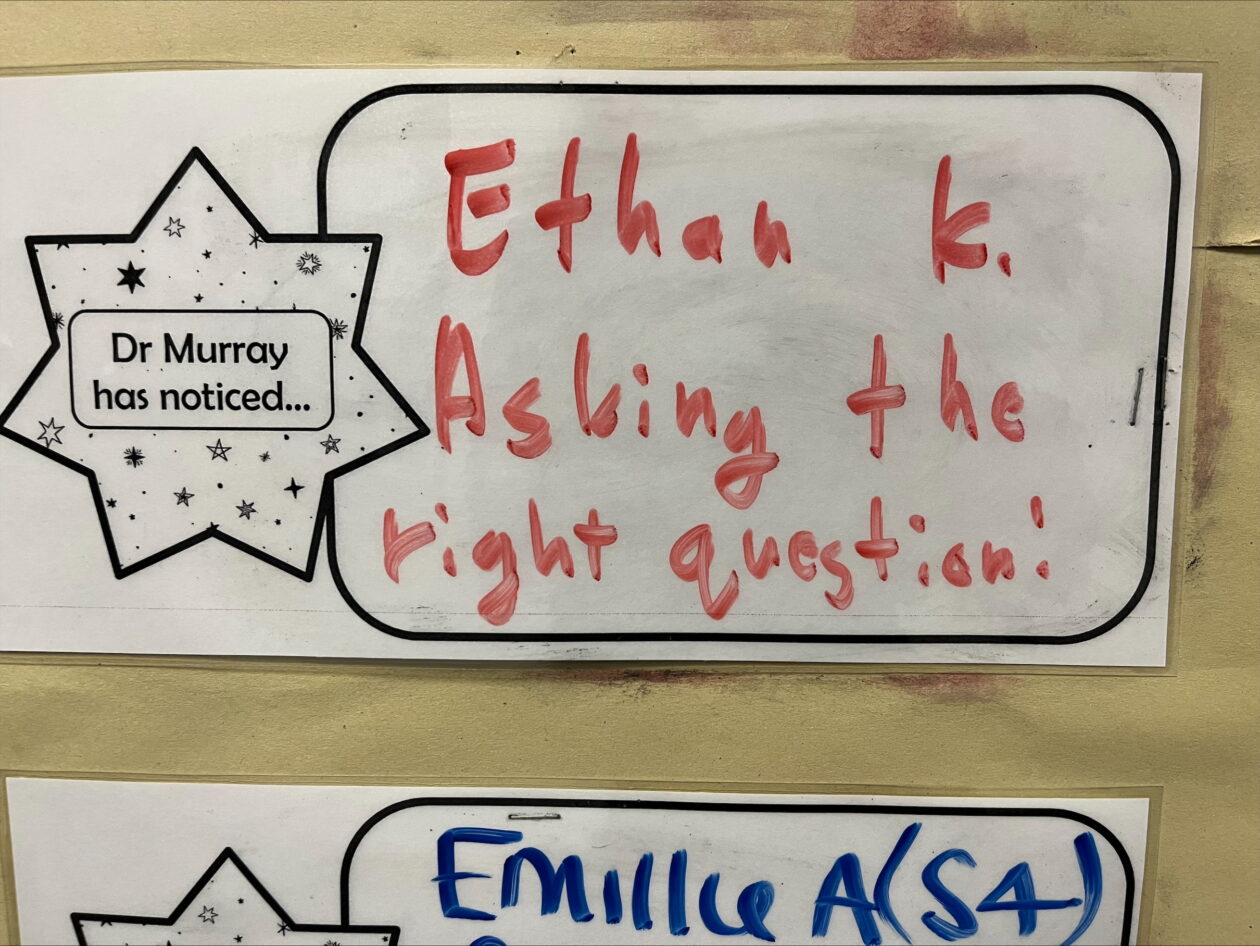 Dr Murray
has noticed...
Ethan K.
Asking the
right question!
Emillie A(S4)